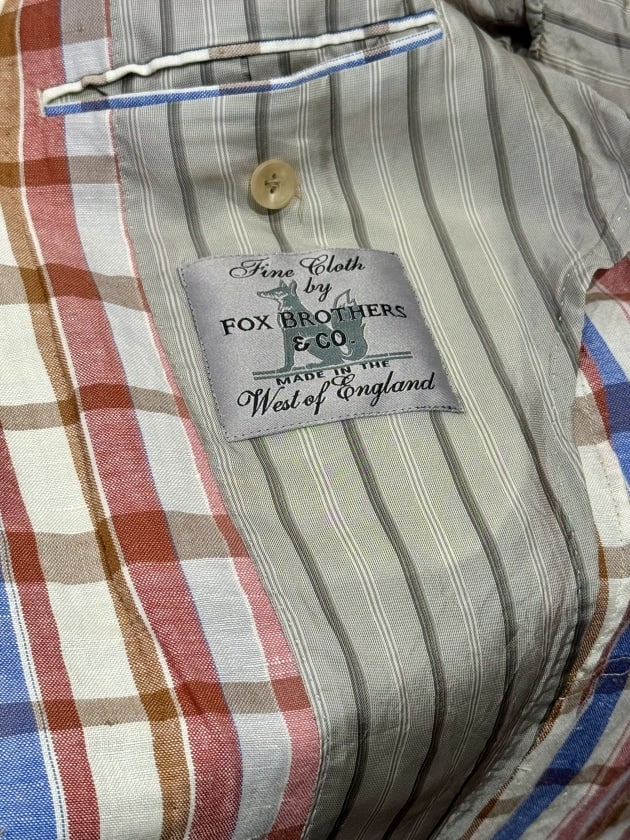 Fine Cloth
by
FOX BROTHERS
& CO.
MADE IN THE
West of England